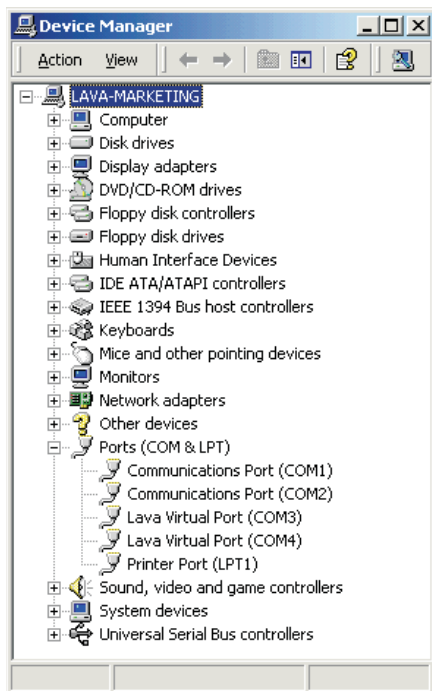 Device Manager
Action View
LAVA-MARKETING
Computer
Disk drives
Display adapters
DVD/CD-ROM drives
Floppy disk controllers
Floppy disk drives
Human Interface Devices
IDE ATA/ATAPI controllers
IEEE 1394 Bus host controllers
Keyboards
Mice and other pointing devices
Monitors
Network adapters
Other devices
Ports (COM & LPT)
Communications Port (COM1)
Communications Port (COM2)
Lava Virtual Port (COM3)
Lava Virtual Port (COM4)
Printer Port (LPT1)
Sound, video and game controllers
System devices
Universal Serial Bus controllers